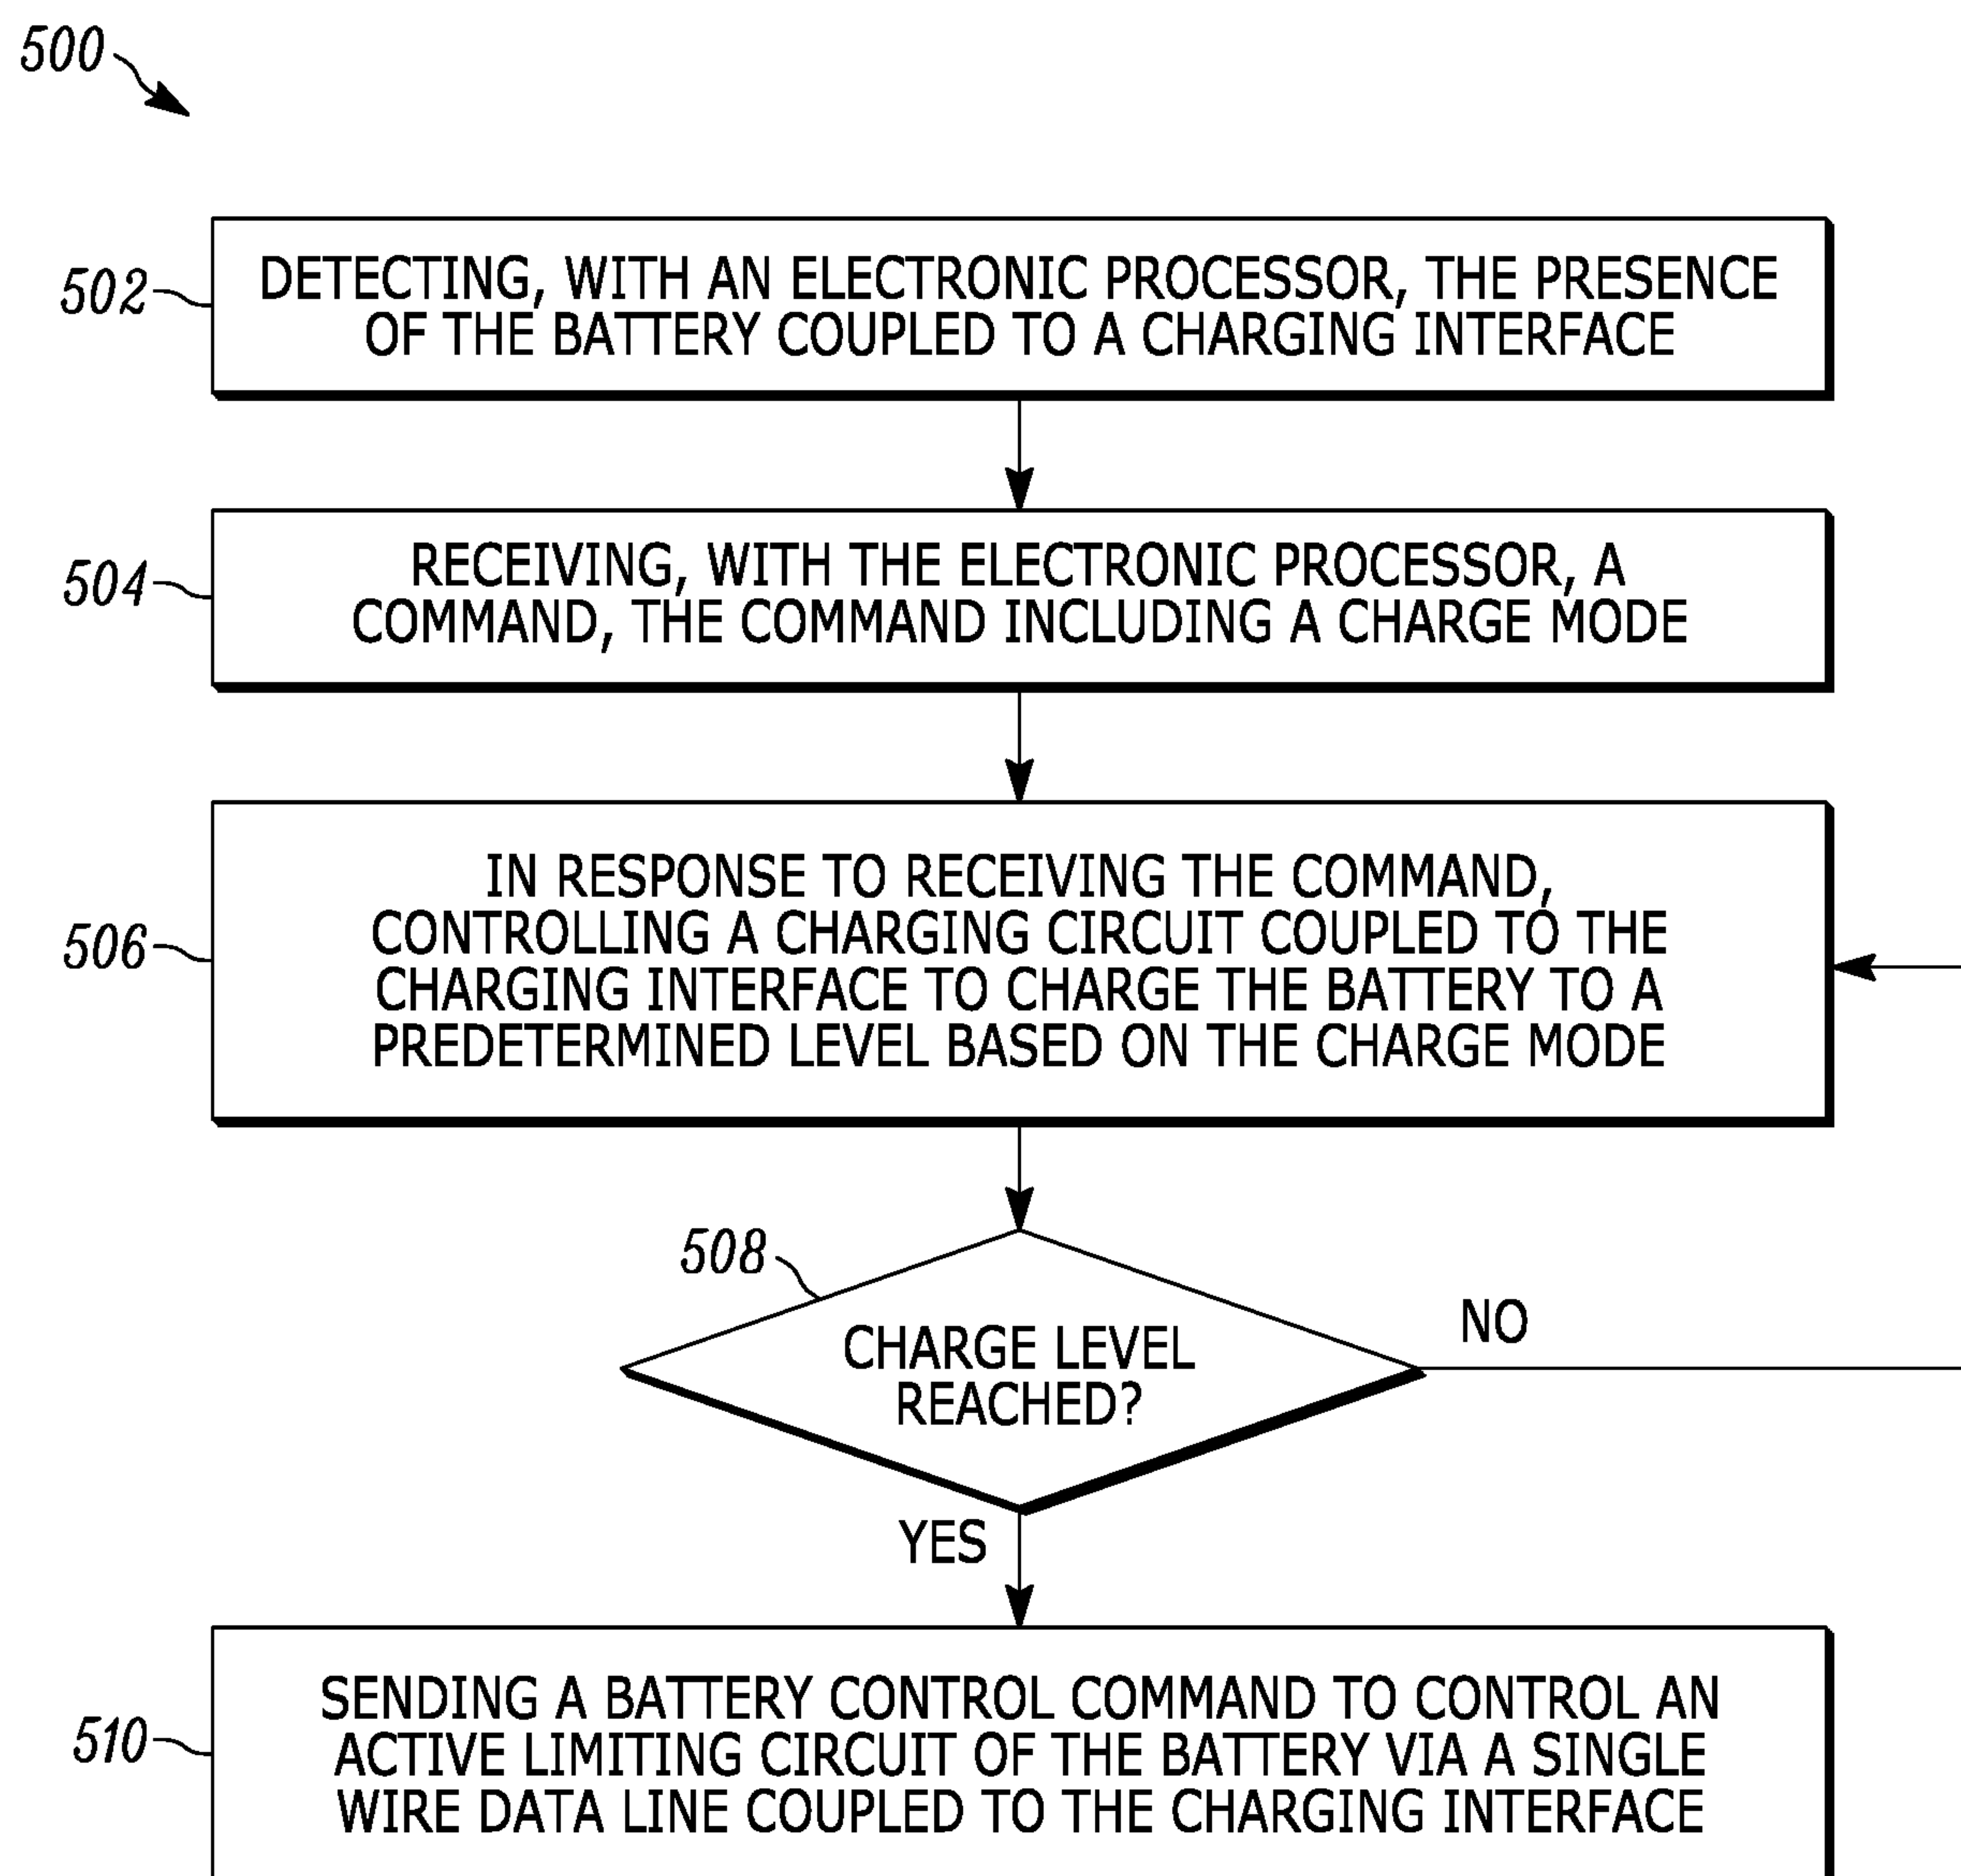 500
502
DETECTING, WITH AN ELECTRONIC PROCESSOR, THE PRESENCE
OF THE BATTERY COUPLED TO A CHARGING INTERFACE
504
RECEIVING, WITH THE ELECTRONIC PROCESSOR, A
COMMAND, THE COMMAND INCLUDING A CHARGE MODE
506
IN RESPONSE TO RECEIVING THE COMMAND,
CONTROLLING A CHARGING CIRCUIT COUPLED TO THE
CHARGING INTERFACE TO CHARGE THE BATTERY TO A
PREDETERMINED LEVEL BASED ON THE CHARGE MODE
508
CHARGE LEVEL
REACHED?
NO
YES
510
SENDING A BATTERY CONTROL COMMAND TO CONTROL AN
ACTIVE LIMITING CIRCUIT OF THE BATTERY VIA A SINGLE
WIRE DATA LINE COUPLED TO THE CHARGING INTERFACE